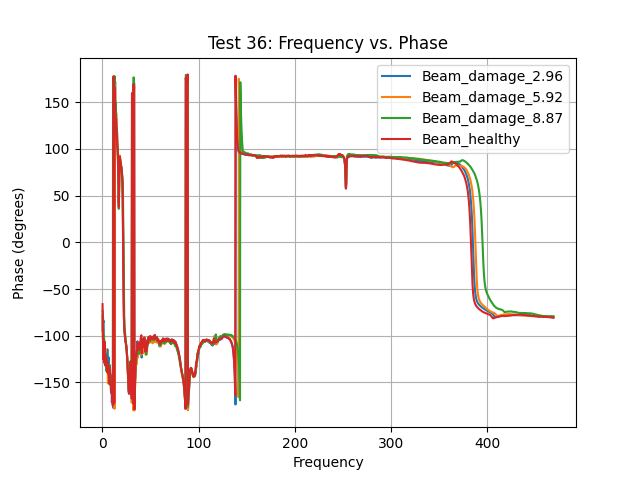 Test 36: Frequency vs. Phase
Beam_damage_2.96
Beam_damage_5.92
Beam_damage_8.87
Beam_healthy
150
100
50
0
−50
−100
−150
Phase (degrees)
0 100 200 300 400
Frequency